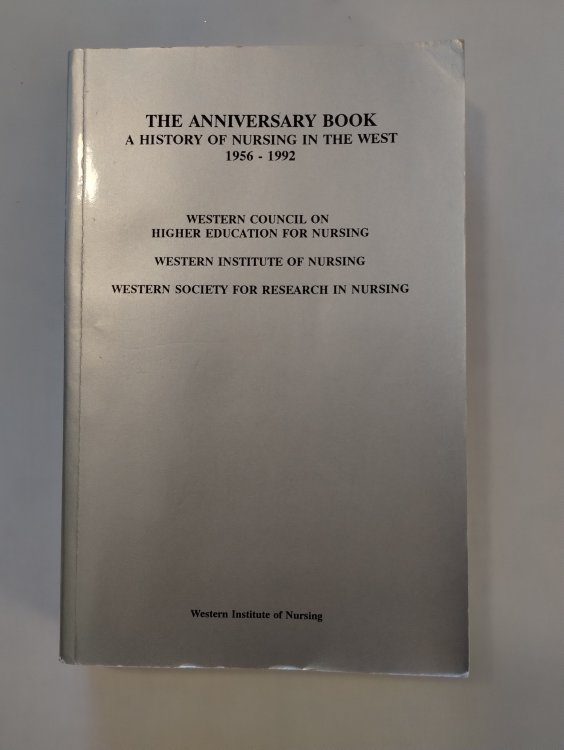 THE ANNIVERSARY BOOK
A HISTORY OF NURSING IN THE WEST
1956 - 1992
WESTERN COUNCIL ON
HIGHER EDUCATION FOR NURSING
WESTERN INSTITUTE OF NURSING
WESTERN SOCIETY FOR RESEARCH IN NURSING
Western Institute of Nursing